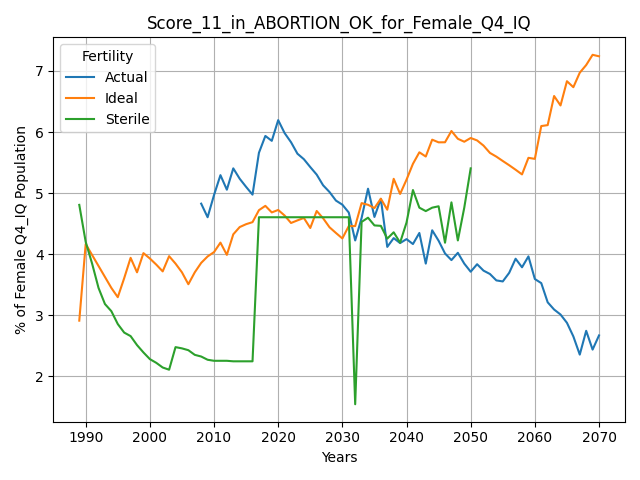 Score_11_in_ABORTION_OK_for_Female_Q4_IQ
Fertility
Actual
Ideal
Sterile
% of Female Q4_IQ Population
7
6
5
4
3
2
1990 2000 2010 2020 2030 2040 2050 2060 2070
Years